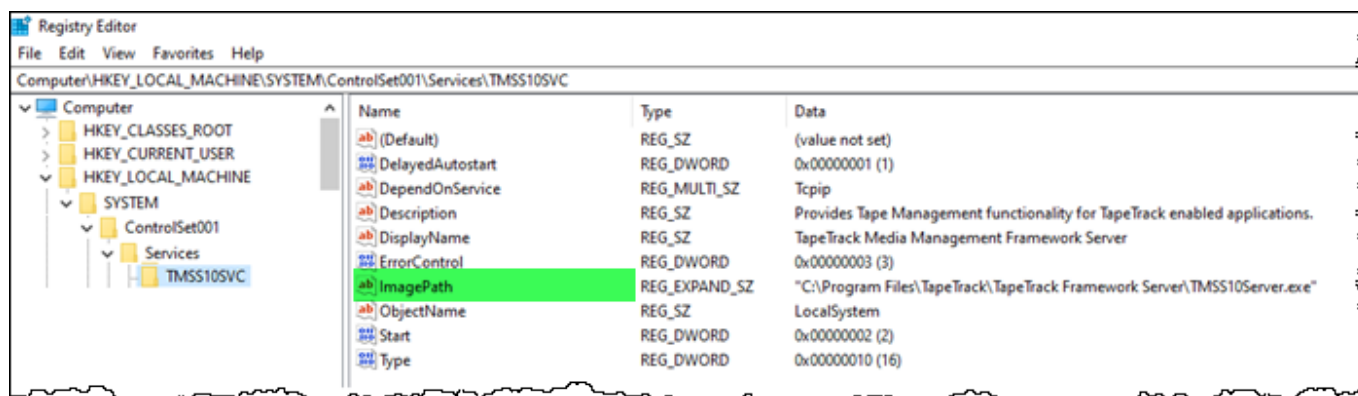 Registry Editor
File Edit View Favorites Help
Computer\HKEY_LOCAL_MACHINE\SYSTEM\ControlSet001\Services\TMSS10SVC
Computer
HKEY_CLASSES_ROOT
HKEY_CURRENT_USER
HKEY_LOCAL_MACHINE
SYSTEM
ControlSet001
Services
TMSS10SVC
Name Type Data
(Default) REG_SZ (value not set)
DelayedAutostart REG_DWORD 0x00000001 (1)
DependOnService REG_MULTI_SZ Tcpip
Description REG_SZ Provides Tape Management functionality for TapeTrack enabled applications.
DisplayName REG_SZ TapeTrack Media Management Framework Server
ErrorControl REG_DWORD 0x00000003 (3)
ImagePath REG_EXPAND_SZ "C:\Program Files\TapeTrack\TapeTrack Framework Server\TMSS10Server.exe"
ObjectName REG_SZ LocalSystem
Start REG_DWORD 0x00000002 (2)
Type REG_DWORD 0x00000010 (16)